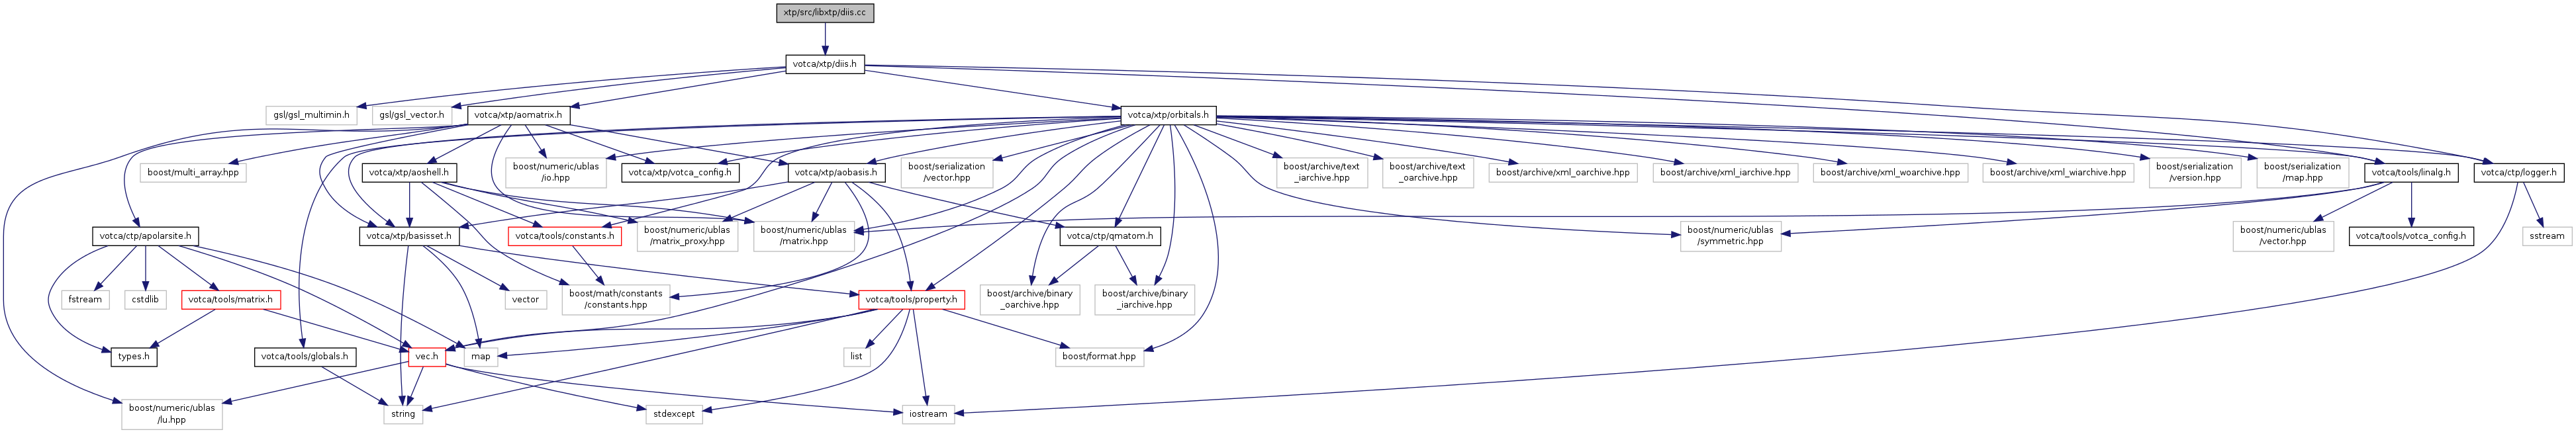 xtp/src/libxtp/diis.cc
votca/xtp/diis.h
gsl/gsl_multimin.h
gsl/gsl_vector.h
votca/xtp/aomatrix.h
votca/xtp/orbitals.h
boost/multi_array.hpp
votca/xtp/aoshell.h
boost/numeric/ublas
/io.hpp
votca/xtp/votca_config.h
votca/xtp/aobasis.h
boost/serialization
/vector.hpp
boost/archive/text
_iarchive.hpp
boost/archive/text
_oarchive.hpp
boost/archive/xml_oarchive.hpp
boost/archive/xml_iarchive.hpp
boost/archive/xml_woarchive.hpp
boost/archive/xml_wiarchive.hpp
boost/serialization
/version.hpp
boost/serialization
/map.hpp
votca/tools/linalg.h
votca/ctp/logger.h
votca/ctp/apolarsite.h
votca/xtp/basisset.h
votca/tools/constants.h
boost/numeric/ublas
/matrix_proxy.hpp
boost/numeric/ublas
/matrix.hpp
votca/ctp/qmatom.h
boost/numeric/ublas
/symmetric.hpp
boost/numeric/ublas
/vector.hpp
votca/tools/votca_config.h
sstream
fstream
cstdlib
votca/tools/matrix.h
vector
boost/math/constants
/constants.hpp
votca/tools/property.h
boost/archive/binary
_oarchive.hpp
boost/archive/binary
_iarchive.hpp
types.h
votca/tools/globals.h
vec.h
map
list
boost/format.hpp
boost/numeric/ublas
/lu.hpp
string
stdexcept
iostream